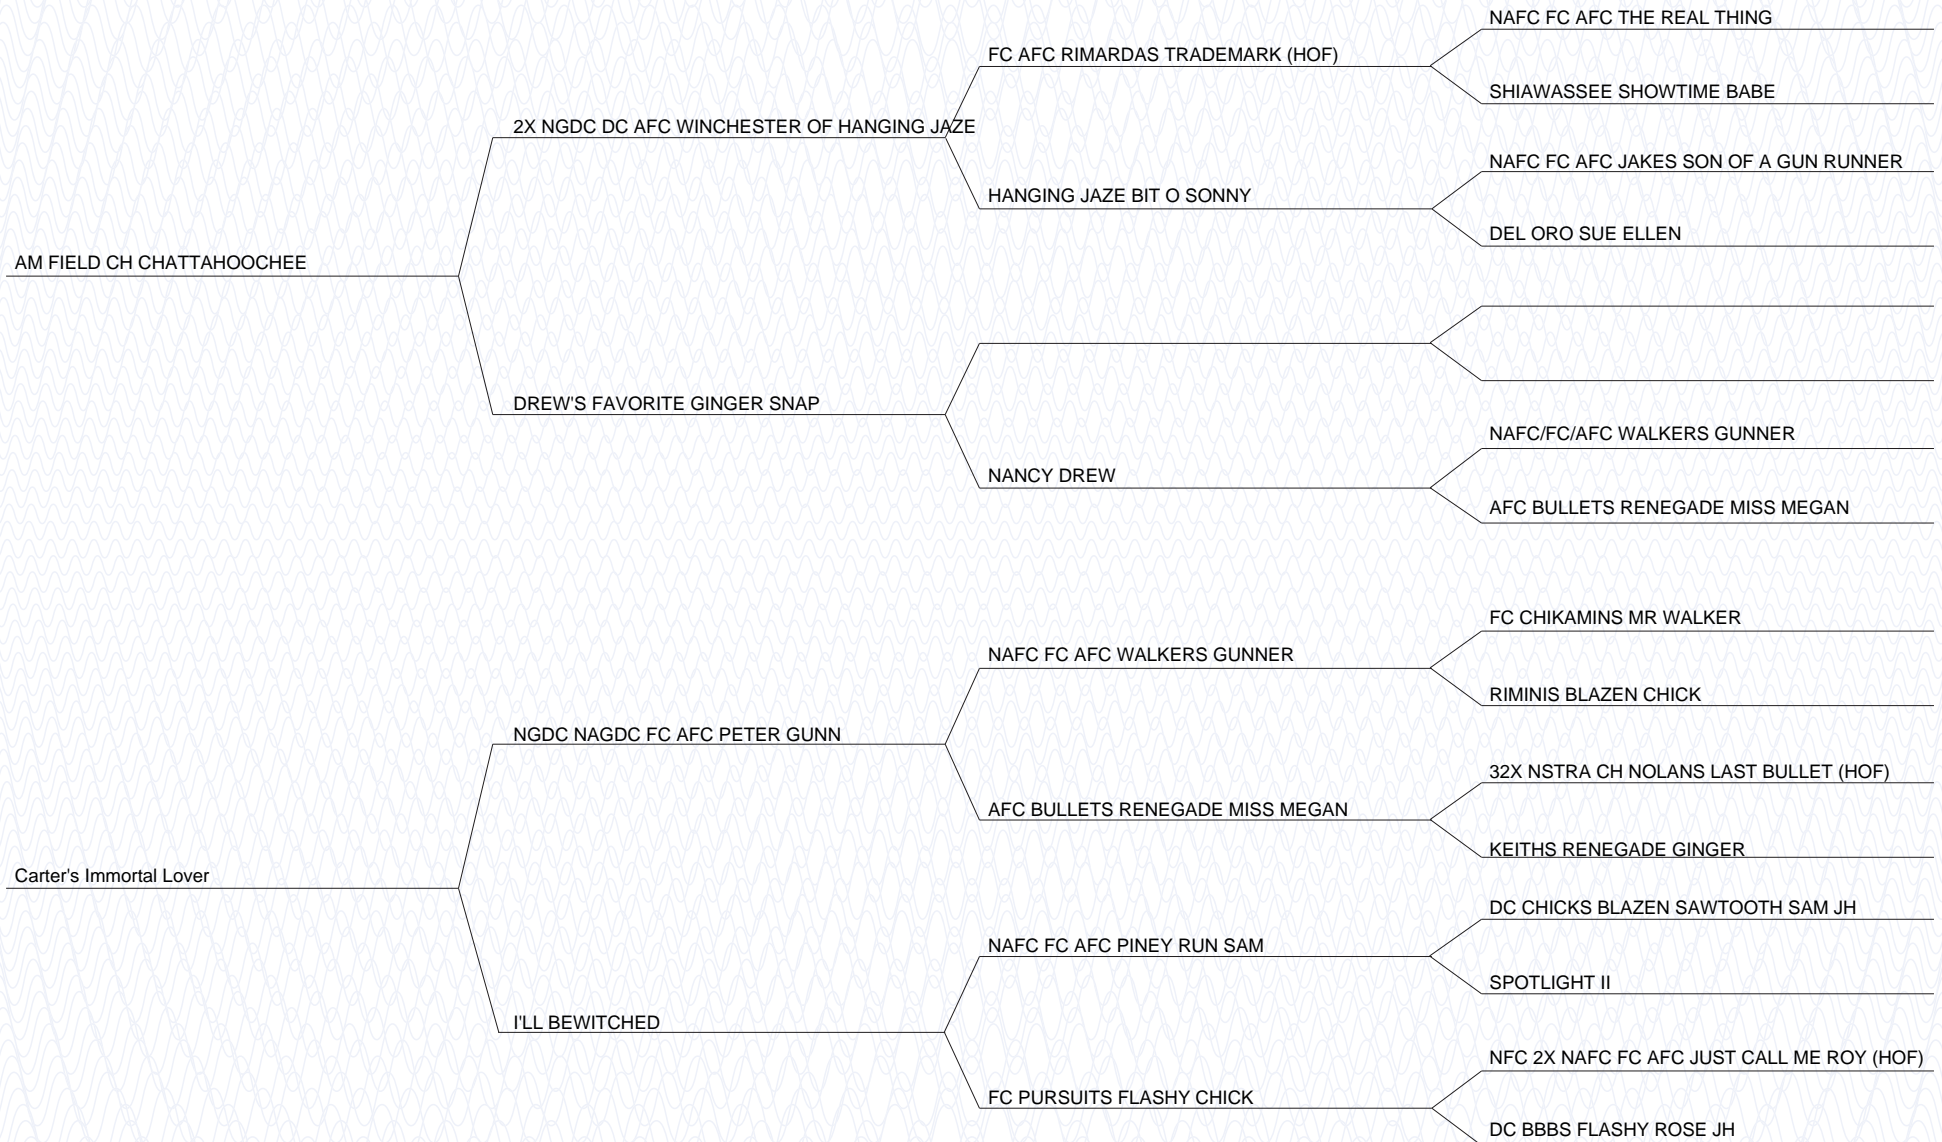 NAFC FC AFC THE REAL THING
FC AFC RIMARDAS TRADEMARK (HOF)
SHIAWASSEE SHOWTIME BABE
2X NGDC DC AFC WINCHESTER OF HANGING JAZE
NAFC FC AFC JAKES SON OF A GUN RUNNER
HANGING JAZE BIT O SONNY
DEL ORO SUE ELLEN
AM FIELD CH CHATTAHOOCHEE
DREW'S FAVORITE GINGER SNAP
NAFC/FC/AFC WALKERS GUNNER
NANCY DREW
AFC BULLETS RENEGADE MISS MEGAN
FC CHIKAMINS MR WALKER
NAFC FC AFC WALKERS GUNNER
RIMINIS BLAZEN CHICK
NGDC NAGDC FC AFC PETER GUNN
32X NSTRA CH NOLANS LAST BULLET (HOF)
AFC BULLETS RENEGADE MISS MEGAN
KEITHS RENEGADE GINGER
Carter's Immortal Lover
DC CHICKS BLAZEN SAWTOOTH SAM JH
NAFC FC AFC PINEY RUN SAM
SPOTLIGHT II
I'LL BEWITCHED
NFC 2X NAFC FC AFC JUST CALL ME ROY (HOF)
FC PURSUITS FLASHY CHICK
DC BBBS FLASHY ROSE JH